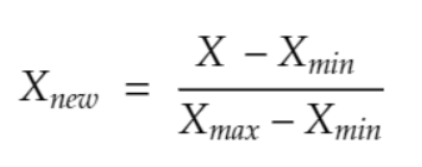 X_new = (X − X_min) / (X_max − X_min)